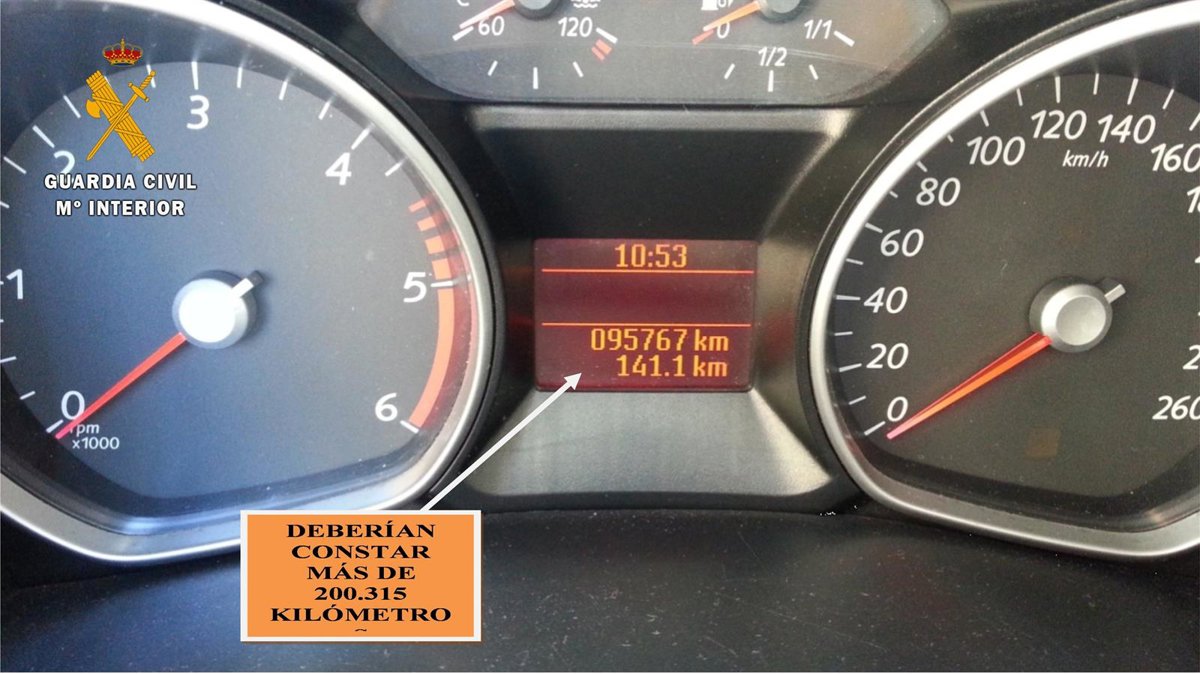 GUARDIA CIVIL
Mº INTERIOR
C
60
120
0
1/2
1/1
0
1
2
3
4
5
6
rpm
x1000
10:53
095767 km
141.1 km
0
20
40
60
80
100
120
140
160
260
km/h
DEBERÍAN
CONSTAR
MÁS DE
200.315
KILÓMETRO